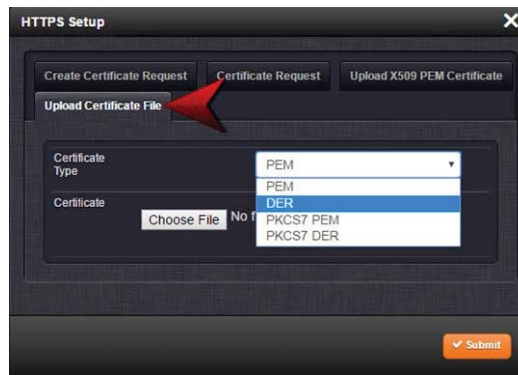 HTTPS Setup
Create Certificate Request
Certificate Request
Upload X509 PEM Certificate
Upload Certificate File
Certificate Type
PEM
PEM
DER
PKCS7 PEM
PKCS7 DER
Certificate
Choose File No f
Submit